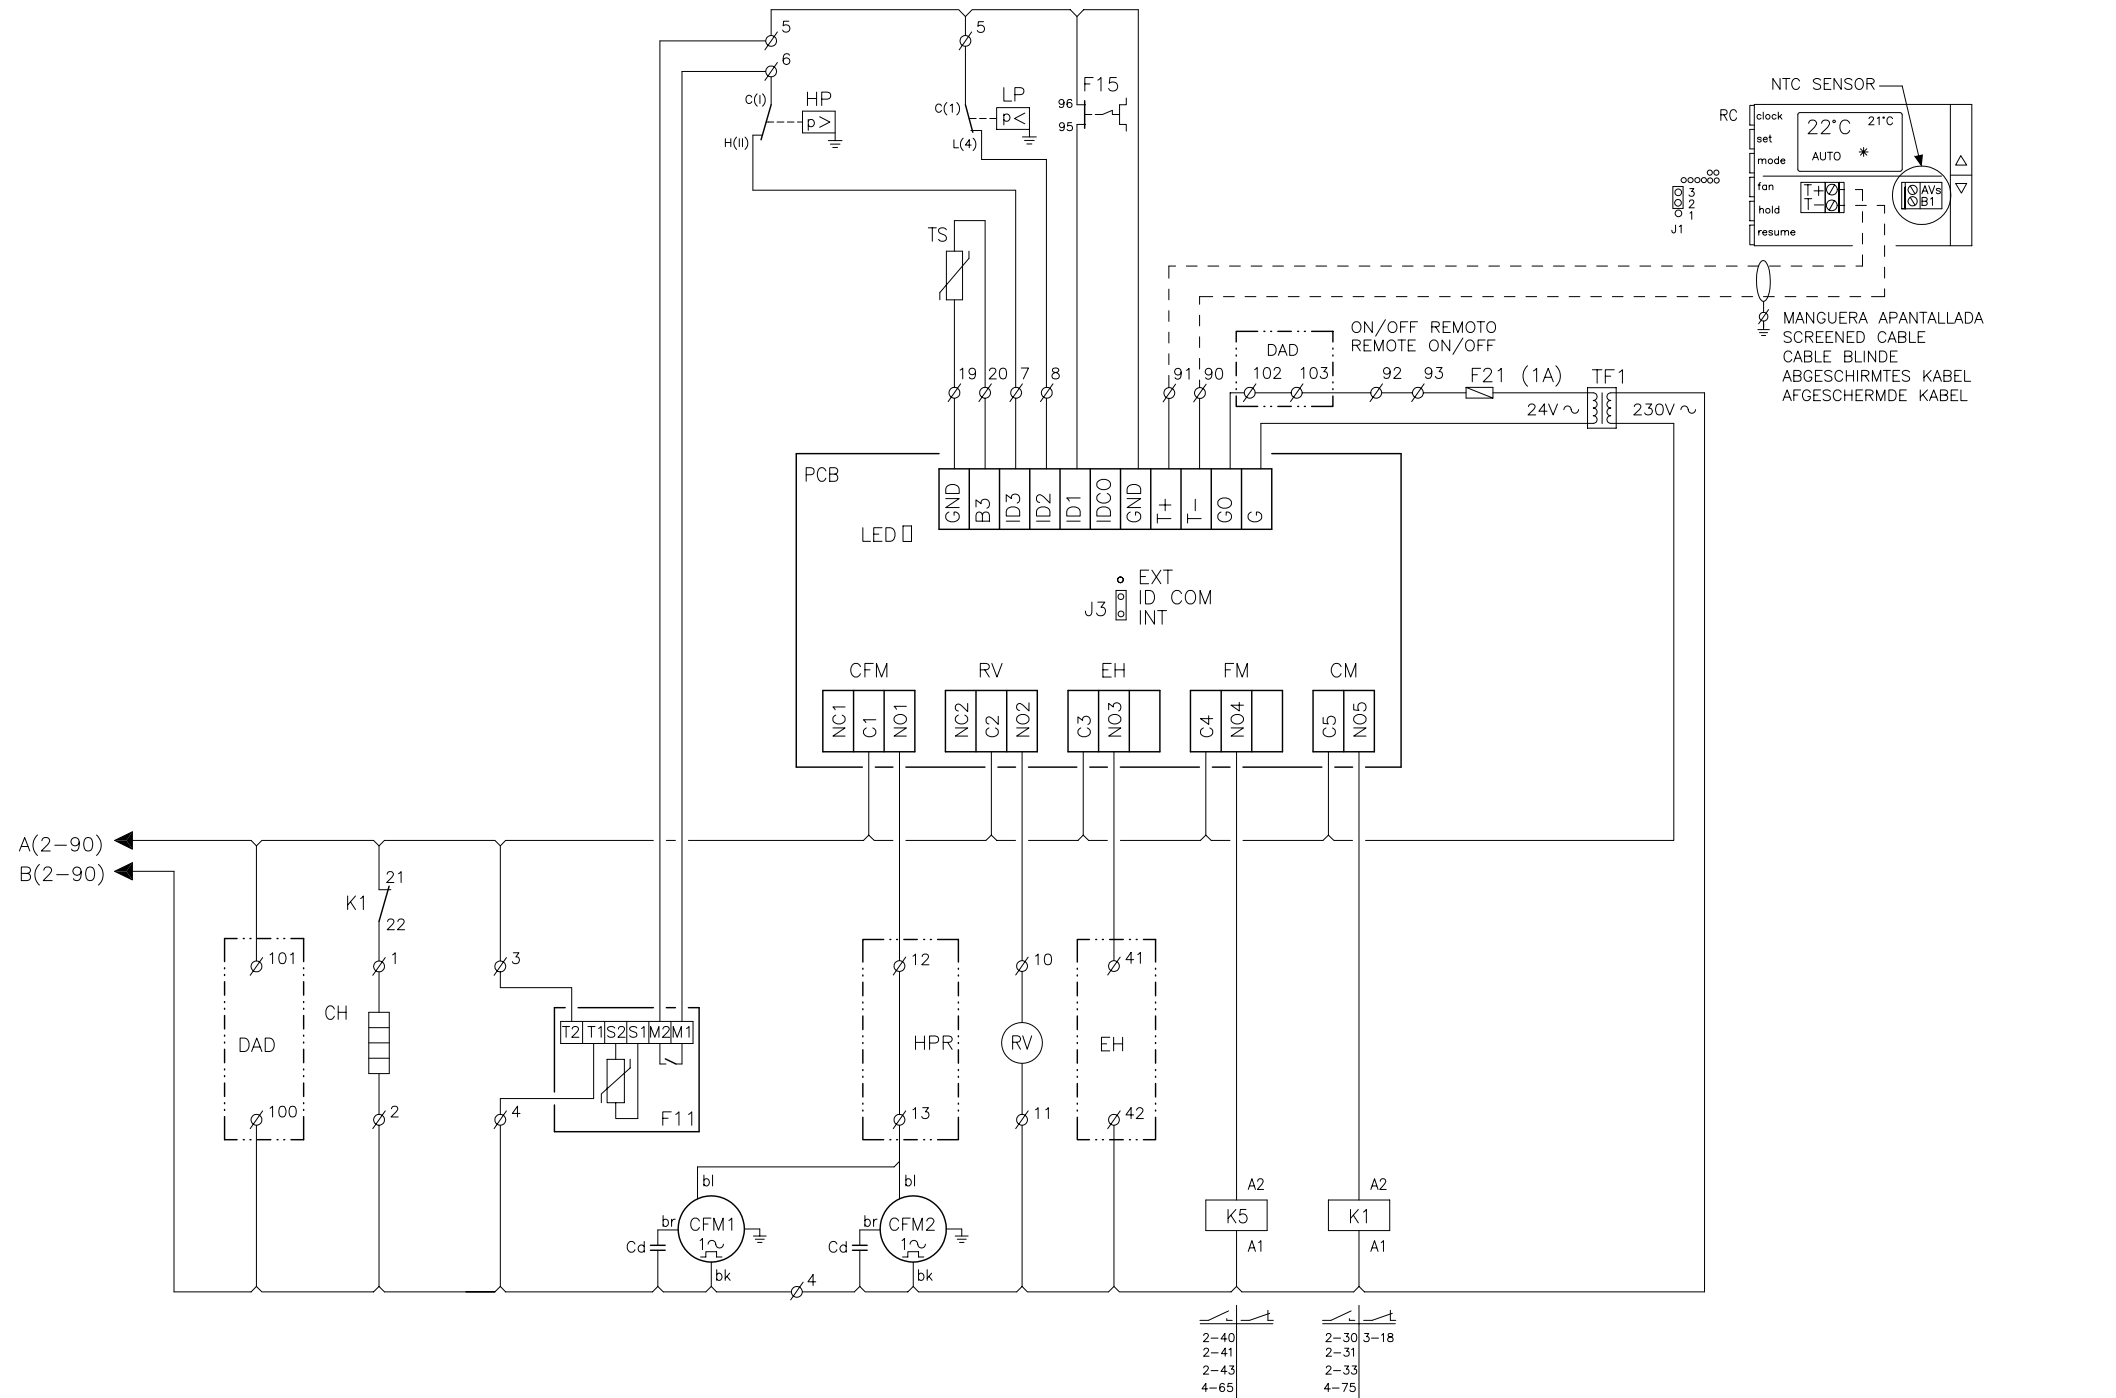 5
5
6
C(I)
HP
p>
H(II)
C(1)
LP
p<
L(4)
F15
96
95
NTC SENSOR
RC
clock
set
mode
fan
hold
resume
22°C
21°C
AUTO
*
T+
T−
AVs
B1
3
2
1
J1
TS
MANGUERA APANTALLADA
SCREENED CABLE
CABLE BLINDE
ABGESCHIRMTES KABEL
AFGESCHERMDE KABEL
ON/OFF REMOTO
REMOTE ON/OFF
DAD
19
20
7
8
91
90
102
103
92
93
F21 (1A)
TF1
24V ~
230V ~
PCB
GND
B3
ID3
ID2
ID1
IDC0
GND
T+
T−
G0
G
LED
EXT
J3
ID COM
INT
CFM
RV
EH
FM
CM
NC1
C1
NO1
NC2
C2
NO2
C3
NO3
C4
NO4
C5
NO5
A(2−90)
B(2−90)
21
K1
22
101
1
3
12
10
41
DAD
CH
T2
T1
S2
S1
M2
M1
HPR
RV
EH
100
2
4
F11
13
11
42
bl
bl
A2
A2
br
CFM1
1~
br
CFM2
1~
K5
K1
Cd
Cd
A1
A1
bk
bk
4
2−40
2−41
2−43
4−65
2−30
3−18
2−31
2−33
4−75